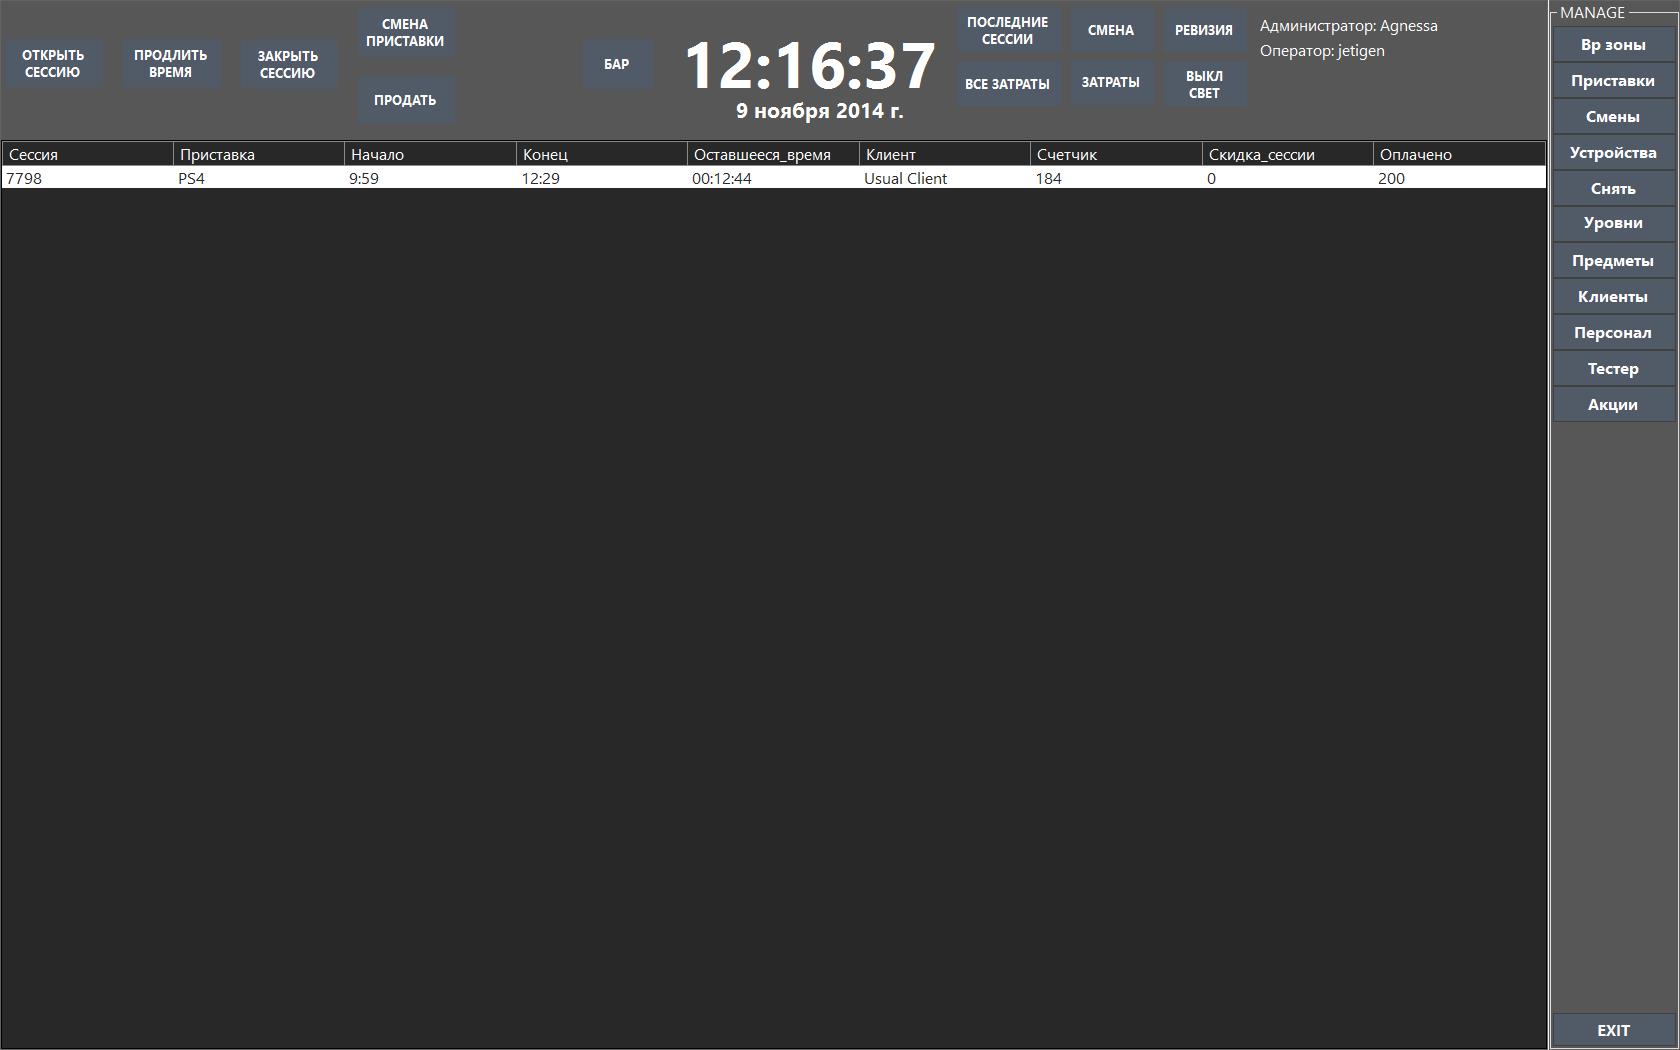 ОТКРЫТЬ
СЕССИЮ
ПРОДЛИТЬ
ВРЕМЯ
ЗАКРЫТЬ
СЕССИЮ
СМЕНА
ПРИСТАВКИ
ПРОДАТЬ
БАР
12:16:37
9 ноября 2014 г.
ПОСЛЕДНИЕ
СЕССИИ
СМЕНА
РЕВИЗИЯ
ВСЕ ЗАТРАТЫ
ЗАТРАТЫ
ВЫКЛ
СВЕТ
Администратор: Agnessa
Оператор: jetigen
Сессия Приставка Начало Конец Оставшееся_время Клиент Счетчик Скидка_сессии Оплачено
7798 PS4 9:59 12:29 00:12:44 Usual Client 184 0 200
MANAGE
Вр зоны
Приставки
Смены
Устройства
Снять
Уровни
Предметы
Клиенты
Персонал
Тестер
Акции
EXIT